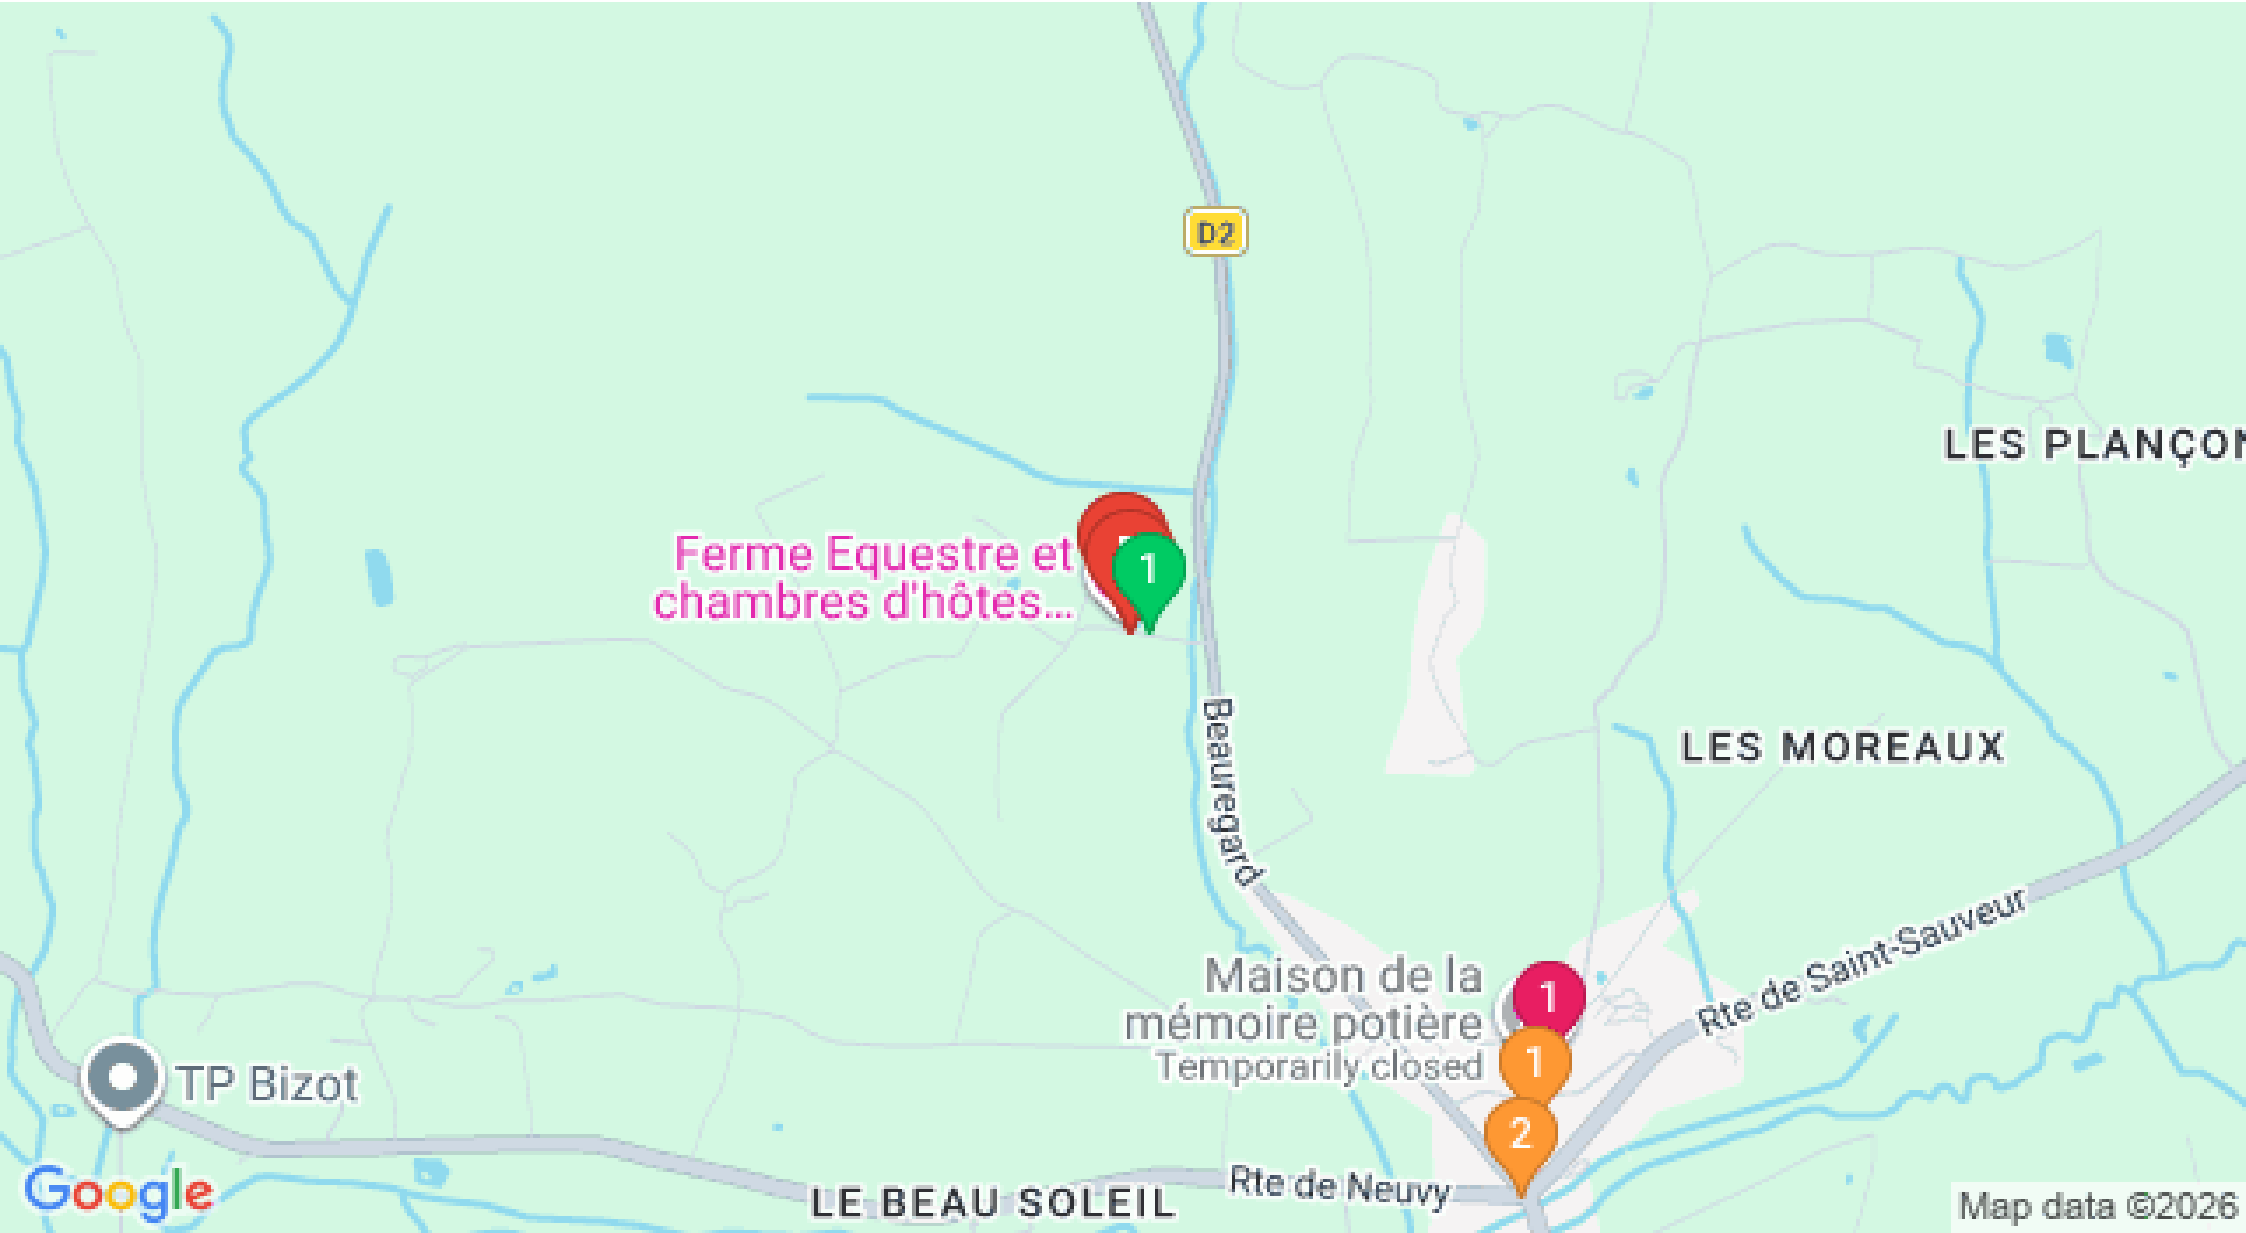 D2
LES PLANÇON
Ferme Equestre et
chambres d'hôtes...
1
Beauregard
LES MOREAUX
Rte de Saint-Sauveur
Maison de la
mémoire potière
Temporarily closed
1
1
2
TP Bizot
Rte de Neuvy
LE BEAU SOLEIL
Google
Map data ©2026